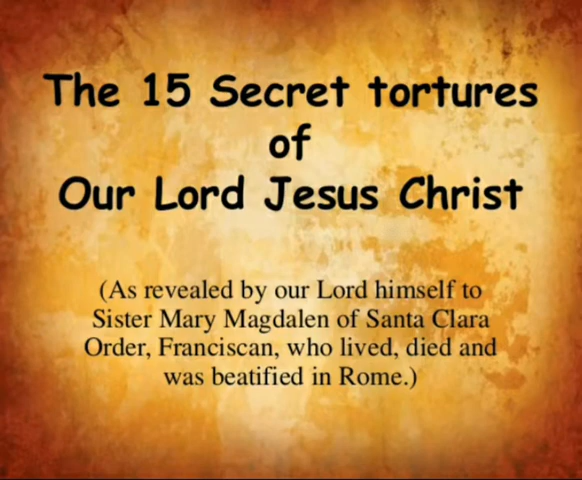 The 15 Secret tortures
of
Our Lord Jesus Christ
(As revealed by our Lord himself to
Sister Mary Magdalen of Santa Clara
Order, Franciscan, who lived, died and
was beatified in Rome.)